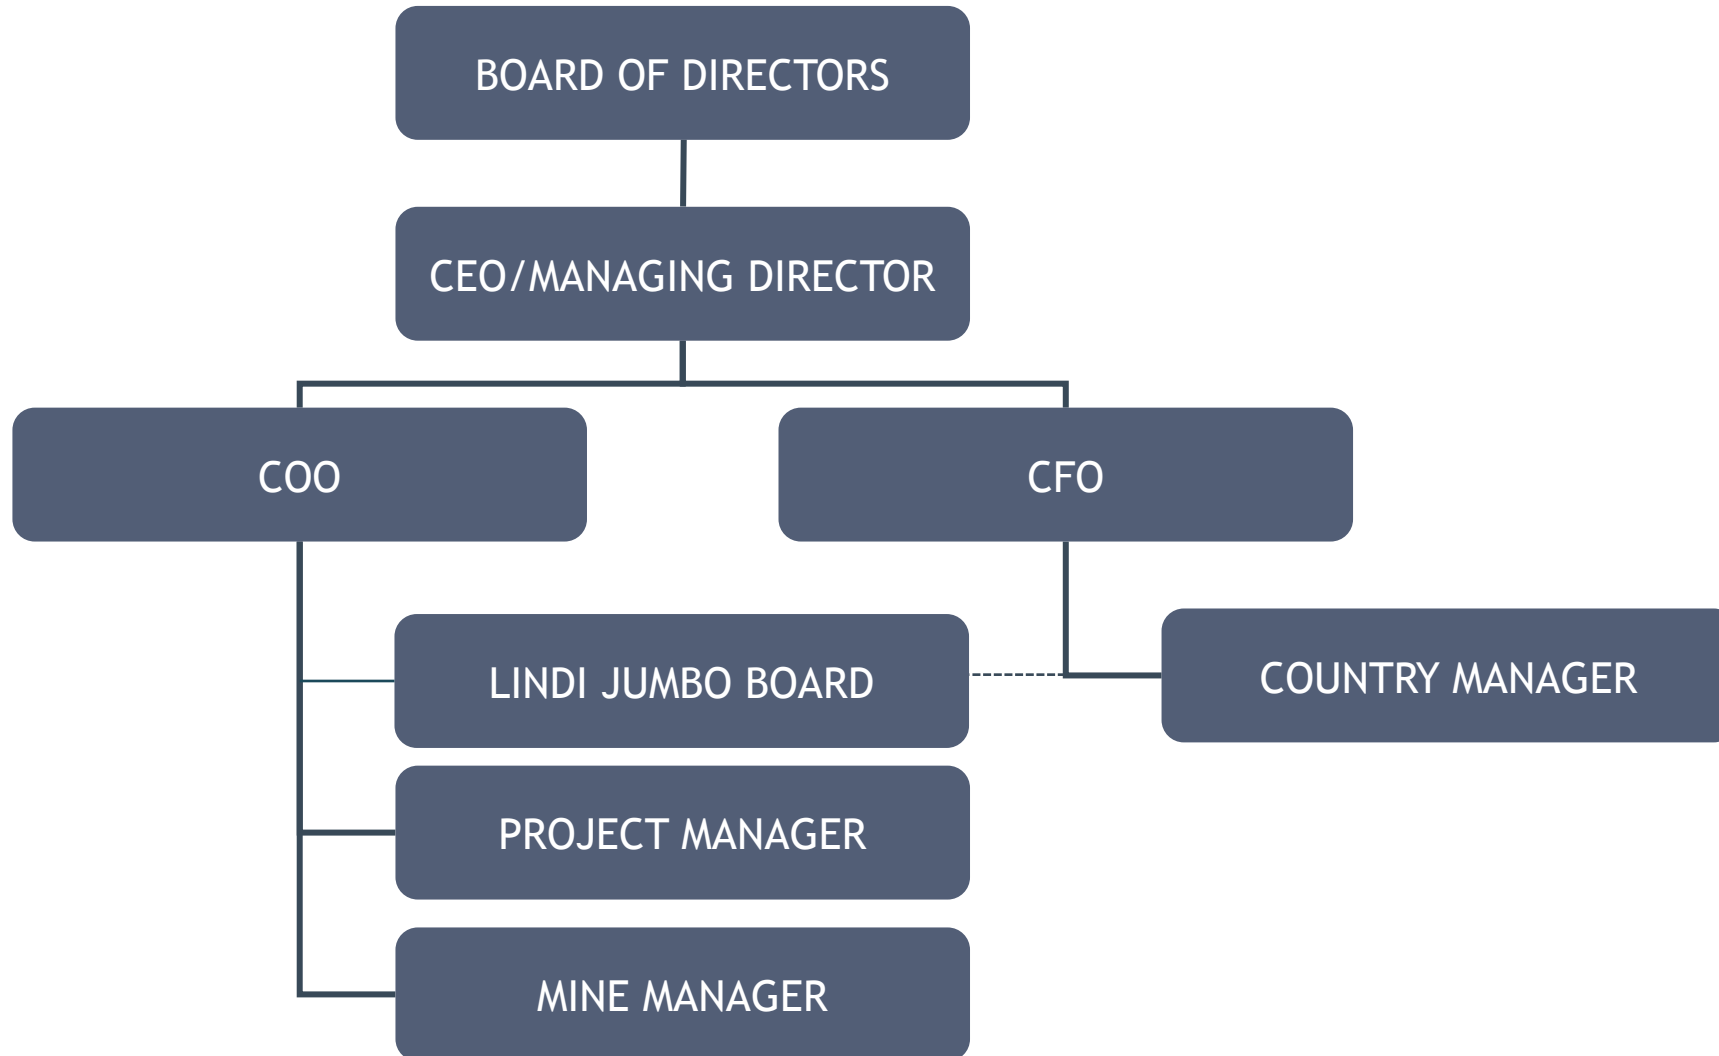 BOARD OF DIRECTORS
CEO/MANAGING DIRECTOR
COO
CFO
LINDI JUMBO BOARD
COUNTRY MANAGER
PROJECT MANAGER
MINE MANAGER